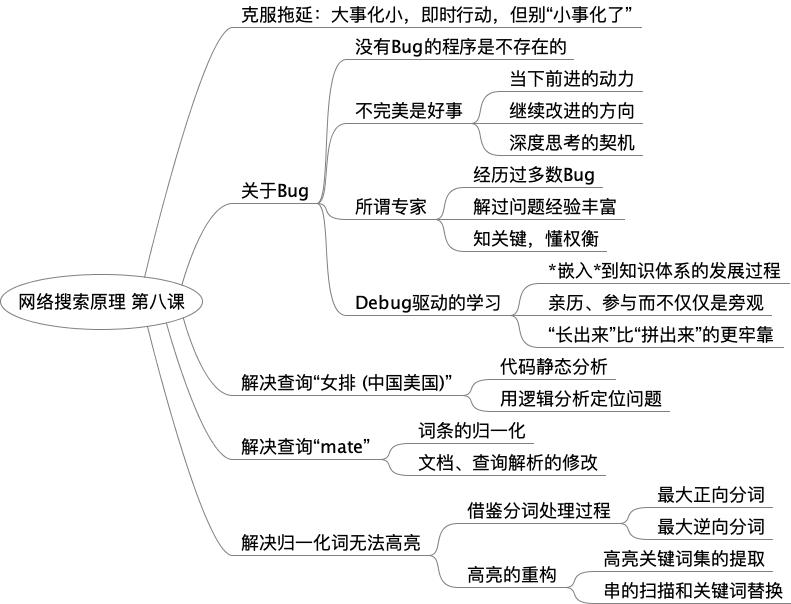 克服拖延：大事化小，即时行动，但别“小事化了”
没有Bug的程序是不存在的
当下前进的动力
不完美是好事
继续改进的方向
深度思考的契机
关于Bug
经历过多数Bug
所谓专家
解过问题经验丰富
知关键，懂权衡
*嵌入*到知识体系的发展过程
Debug驱动的学习
亲历、参与而不仅仅是旁观
“长出来”比“拼出来”的更牢靠
网络搜索原理 第八课
解决查询“女排 (中国美国)”
代码静态分析
用逻辑分析定位问题
解决查询“mate”
词条的归一化
文档、查询解析的修改
解决归一化词无法高亮
借鉴分词处理过程
最大正向分词
最大逆向分词
高亮的重构
高亮关键词集的提取
串的扫描和关键词替换